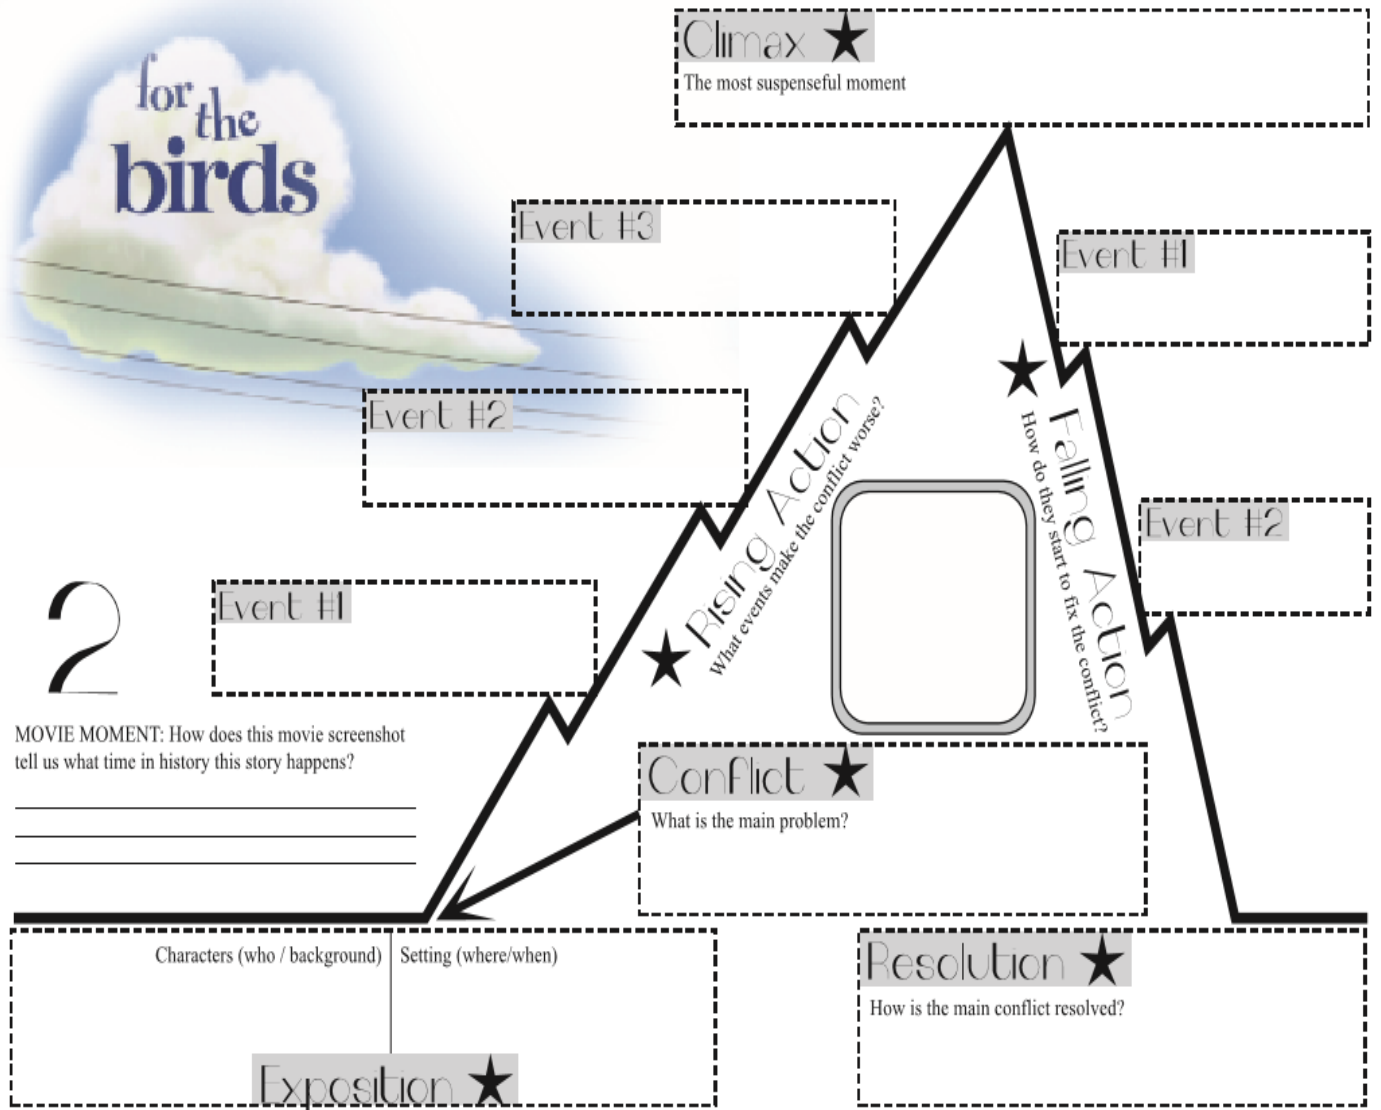 for
the
birds
Climax
The most suspenseful moment
Event #3
Event #1
Event #2
Rising Action
What events make the conflict worse?
Falling Action
How do they start to fix the conflict?
Event #2
Event #1
2
MOVIE MOMENT: How does this movie screenshot
tell us what time in history this story happens?
Conflict
What is the main problem?
Characters (who / background)
Setting (where/when)
Exposition
Resolution
How is the main conflict resolved?